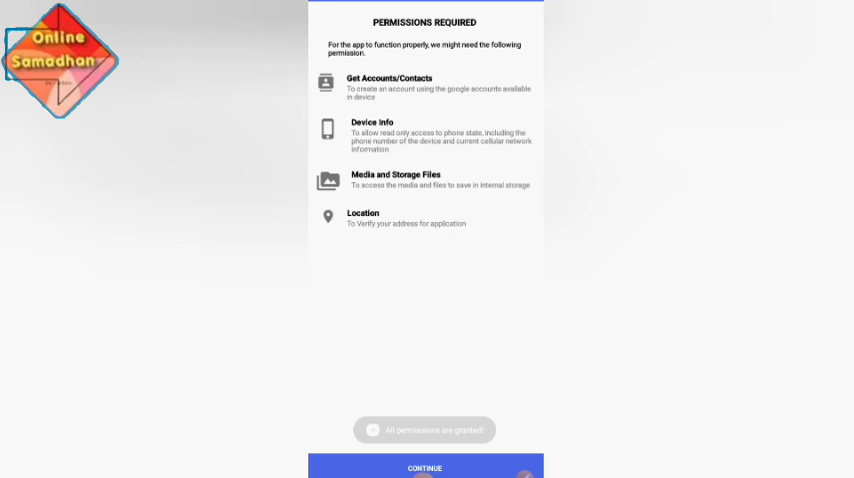 Online
Samadhan
PERMISSIONS REQUIRED
For the app to function properly, we might need the following
permission.
Get Accounts/Contacts
To create an account using the google accounts available
in device
Device Info
To allow read only access to phone state, including the
phone number of the device and current cellular network
information
Media and Storage Files
To access the media and files to save in internal storage
Location
To Verify your address for application
All permissions are granted!
CONTINUE